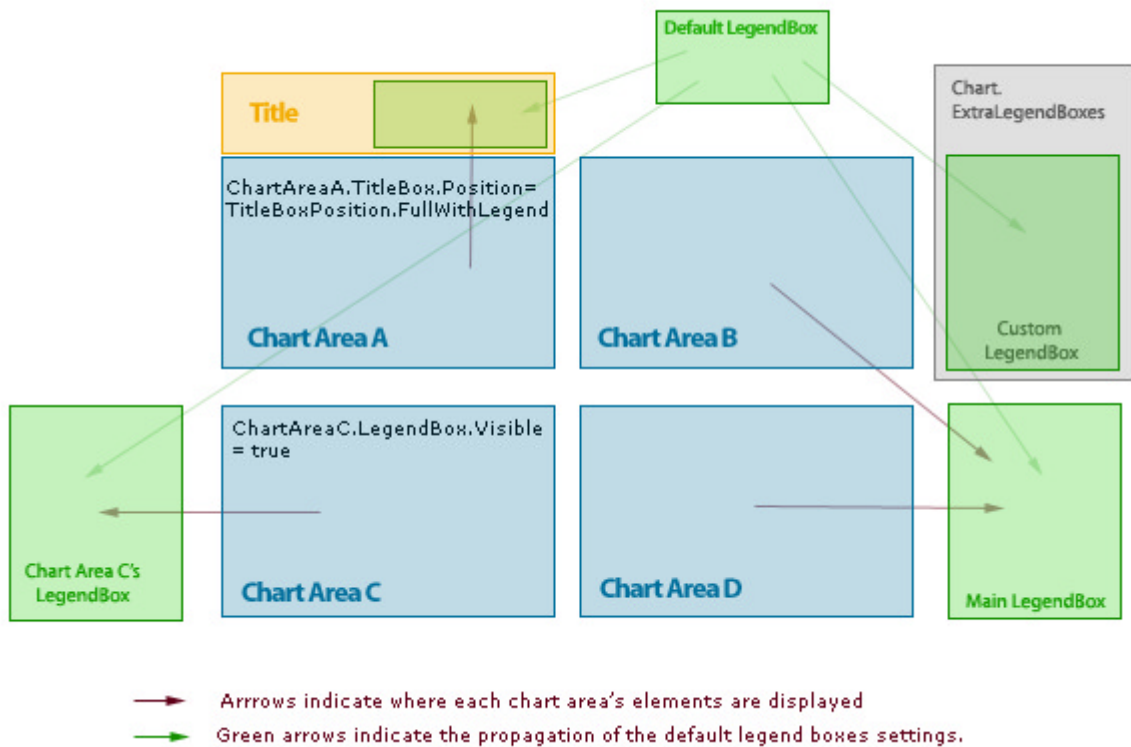 Default LegendBox
Title
Chart.
ExtraLegendBoxes
ChartAreaA.TitleBox.Position=
TitleBoxPosition.FullWithLegend
Chart Area A
Chart Area B
Custom
LegendBox
ChartAreaC.LegendBox.Visible
= true
Chart Area C's
LegendBox
Chart Area C
Chart Area D
Main LegendBox
Arrrows indicate where each chart area's elements are displayed
Green arrows indicate the propagation of the default legend boxes settings.